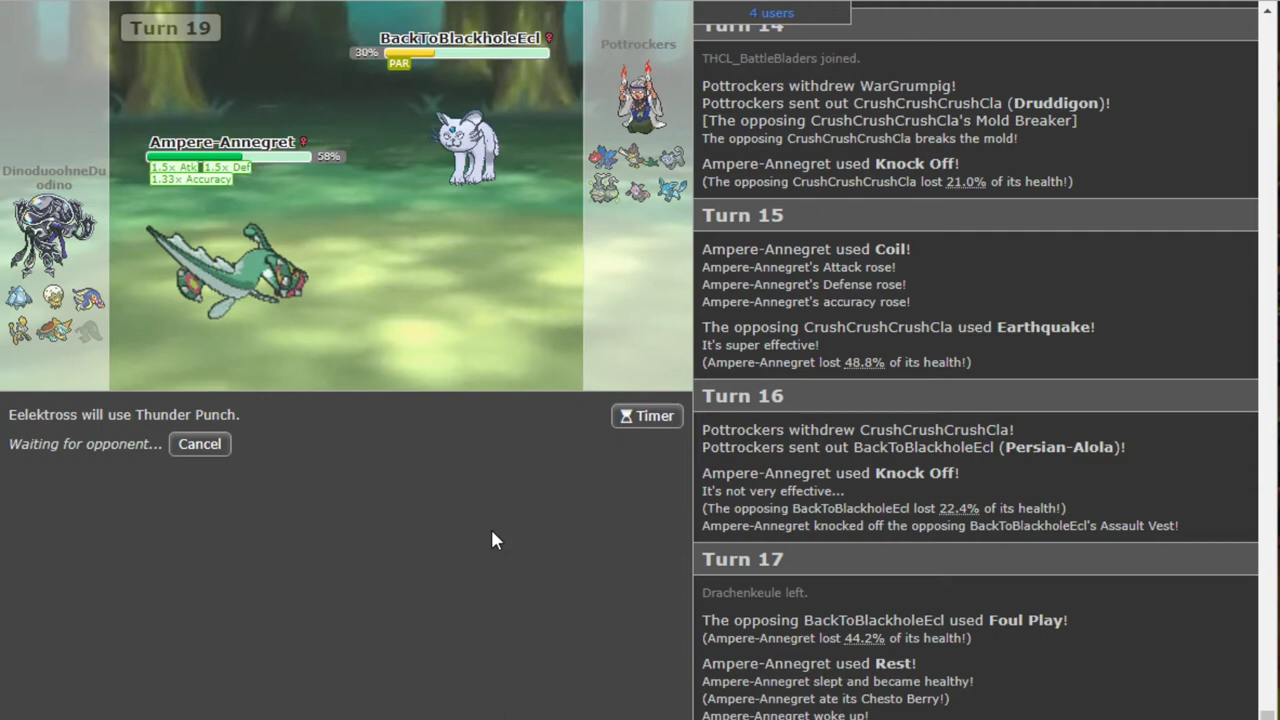 Turn 19
BackToBlackholeEcl ♀
30%
PAR
Ampere-Annegret ♀
58%
1.5x Atk 1.5x Def
1.33x Accuracy
DinoduoohneDu
odino
Pottrockers
Eelektross will use Thunder Punch.
Timer
Waiting for opponent... Cancel
4 users
Turn 14
THCL_BattleBladers joined.
Pottrockers withdrew WarGrumpig!
Pottrockers sent out CrushCrushCrushCla (Druddigon)!
[The opposing CrushCrushCrushCla's Mold Breaker]
The opposing CrushCrushCrushCla breaks the mold!
Ampere-Annegret used Knock Off!
(The opposing CrushCrushCrushCla lost 21.0% of its health!)
Turn 15
Ampere-Annegret used Coil!
Ampere-Annegret's Attack rose!
Ampere-Annegret's Defense rose!
Ampere-Annegret's accuracy rose!
The opposing CrushCrushCrushCla used Earthquake!
It's super effective!
(Ampere-Annegret lost 48.8% of its health!)
Turn 16
Pottrockers withdrew CrushCrushCrushCla!
Pottrockers sent out BackToBlackholeEcl (Persian-Alola)!
Ampere-Annegret used Knock Off!
It's not very effective...
(The opposing BackToBlackholeEcl lost 22.4% of its health!)
Ampere-Annegret knocked off the opposing BackToBlackholeEcl's Assault Vest!
Turn 17
Drachenkeule left.
The opposing BackToBlackholeEcl used Foul Play!
(Ampere-Annegret lost 44.2% of its health!)
Ampere-Annegret used Rest!
Ampere-Annegret slept and became healthy!
(Ampere-Annegret ate its Chesto Berry!)
Ampere-Annegret woke up!